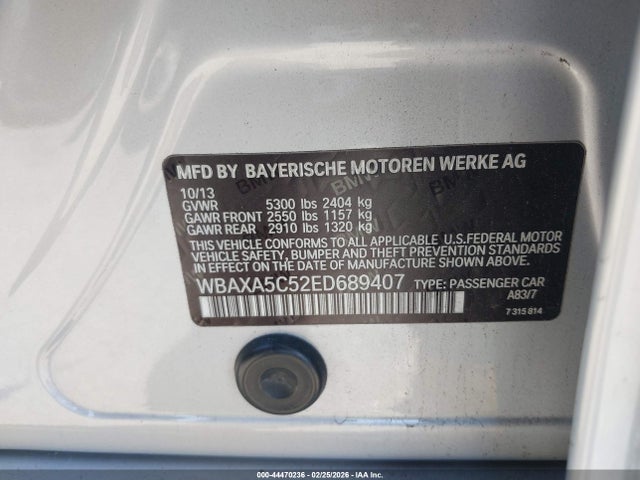 MFD BY BAYERISCHE MOTOREN WERKE AG
10/13
GVWR 5300 lbs 2404 kg
GAWR FRONT 2550 lbs 1157 kg
GAWR REAR 2910 lbs 1320 kg
THIS VEHICLE CONFORMS TO ALL APPLICABLE U.S.FEDERAL MOTOR
VEHICLE SAFETY, BUMPER AND THEFT PREVENTION STANDARDS
IN EFFECT ON THE DATE OF MANUFACTURE SHOWN ABOVE.
WBAXA5C52ED689407 TYPE: PASSENGER CAR
A83/7
7 315 814
000-44470236 - 02/25/2026 - IAA Inc.